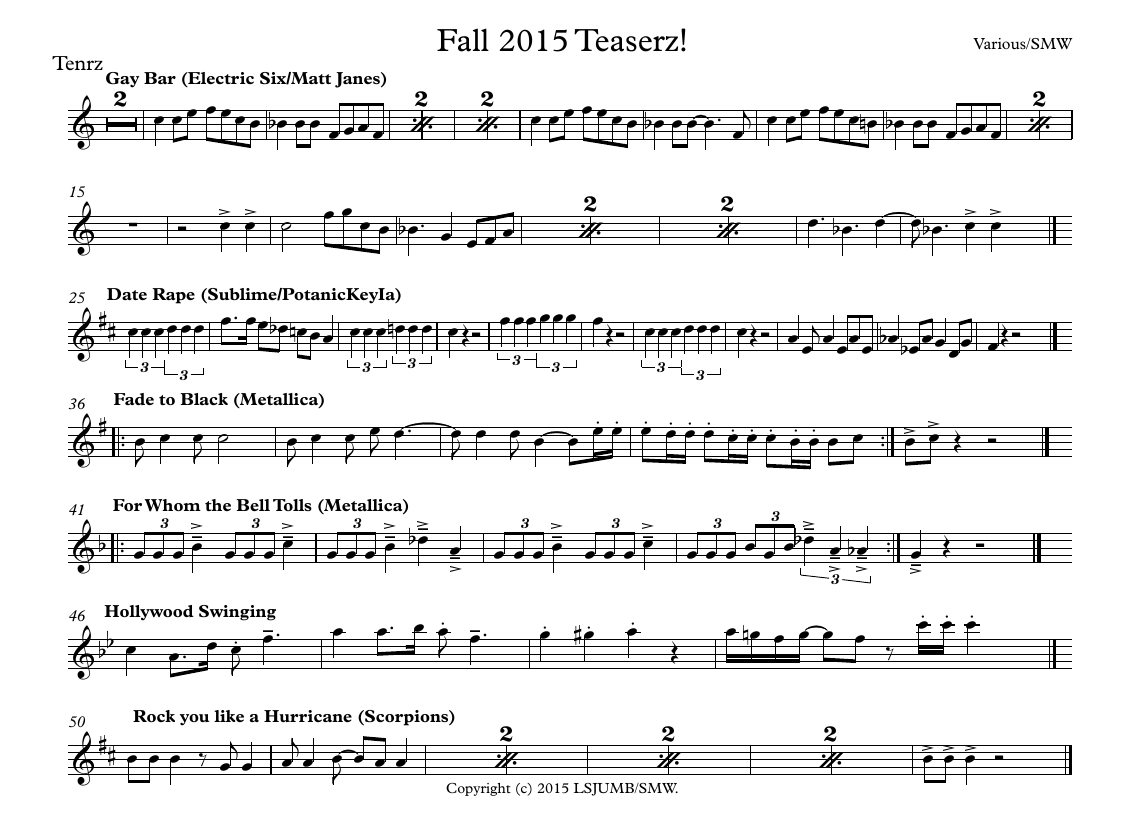 Fall 2015 Teaserz!
Various/SMW
Tenrz
Gay Bar (Electric Six/Matt Janes)
2 2 2 2
15
2 2
25 Date Rape (Sublime/PotanicKeyIa)
3 3 3 3 3 3 3 3
36 Fade to Black (Metallica)
41 For Whom the Bell Tolls (Metallica)
3 3 3 3 3 3 3
3
46 Hollywood Swinging
50 Rock you like a Hurricane (Scorpions)
2 2 2
Copyright (c) 2015 LSJUMB/SMW.